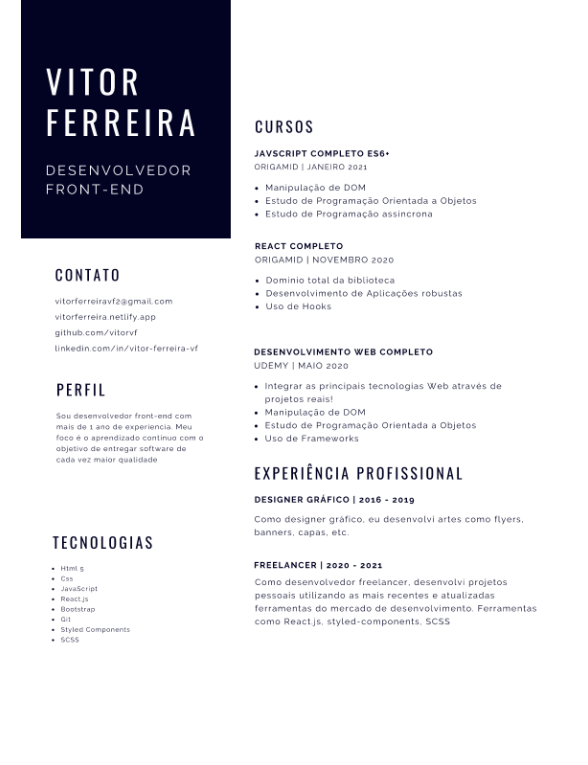 VITOR
FERREIRA
DESENVOLVEDOR
FRONT-END
CONTATO
vitorferreiravf2@gmail.com
vitorferreira.netlify.app
github.com/vitorvf
linkedin.com/in/vitor-ferreira-vf
PERFIL
Sou desenvolvedor front-end com
mais de 1 ano de experiencia. Meu
foco é o aprendizado continuo com o
objetivo de entregar software de
cada vez maior qualidade
TECNOLOGIAS
• Html 5
• Css
• JavaScript
• React.js
• Bootstrap
• Git
• Styled Components
• SCSS
CURSOS
JAVSCRIPT COMPLETO ES6+
ORIGAMID | JANEIRO 2021
• Manipulação de DOM
• Estudo de Programação Orientada a Objetos
• Estudo de Programação assíncrona
REACT COMPLETO
ORIGAMID | NOVEMBRO 2020
• Domínio total da biblioteca
• Desenvolvimento de Aplicações robustas
• Uso de Hooks
DESENVOLVIMENTO WEB COMPLETO
UDEMY | MAIO 2020
• Integrar as principais tecnologias Web através de
projetos reais!
• Manipulação de DOM
• Estudo de Programação Orientada a Objetos
• Uso de Frameworks
EXPERIÊNCIA PROFISSIONAL
DESIGNER GRÁFICO | 2016 - 2019
Como designer gráfico, eu desenvolvi artes como flyers,
banners, capas, etc.
FREELANCER | 2020 - 2021
Como desenvolvedor freelancer, desenvolvi projetos
pessoais utilizando as mais recentes e atualizadas
ferramentas do mercado de desenvolvimento. Ferramentas
como React.js, styled-components, SCSS